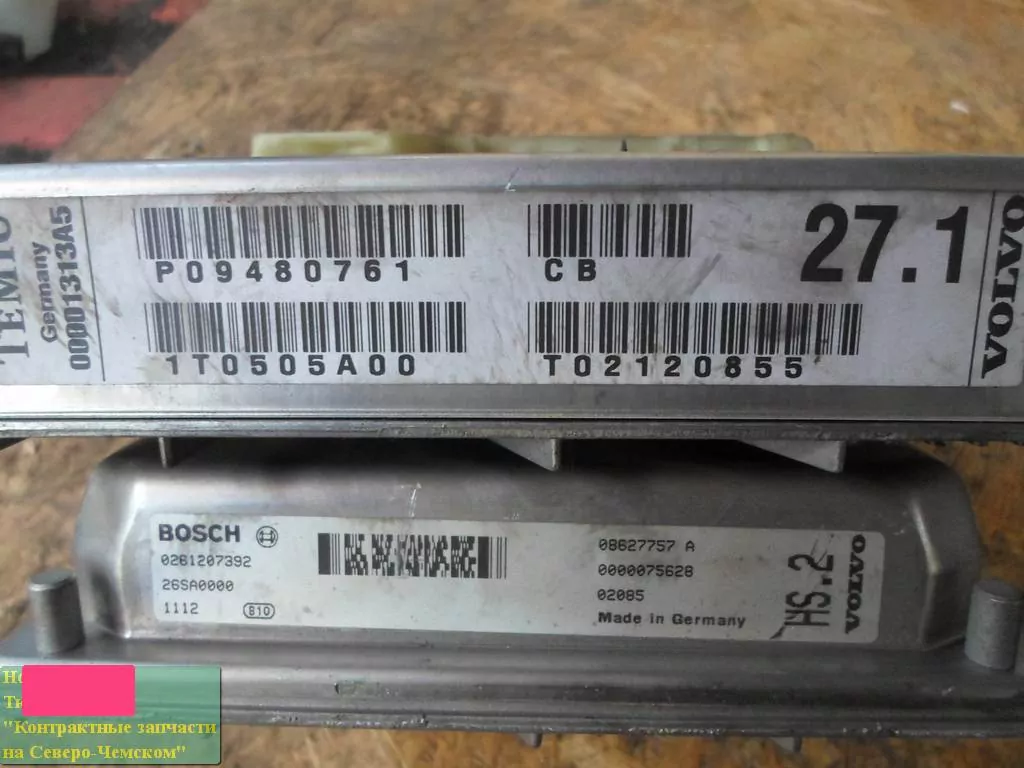 TEMIC
Germany
00001313A5
P09480761
CB
27.1
VOLVO
1T0505A00
T02120855
BOSCH
0261207392
26SA0000
1112
B10
08627757 A
0000075628
02085
Made in Germany
HS.2
VOLVO
"Контрактные запчасти
на Северо-Чемском"